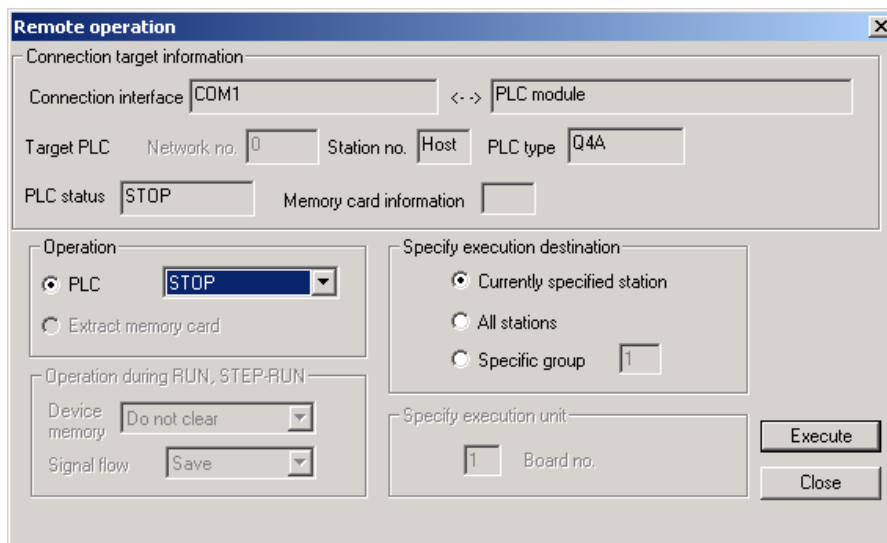 Remote operation
Connection target information
Connection interface COM1 <--> PLC module
Target PLC Network no. 0 Station no. Host PLC type Q4A
PLC status STOP Memory card information
Operation
PLC STOP
Extract memory card
Specify execution destination
Currently specified station
All stations
Specific group 1
Operation during RUN, STEP-RUN
Device
memory Do not clear
Signal flow Save
Specify execution unit
1 Board no.
Execute
Close